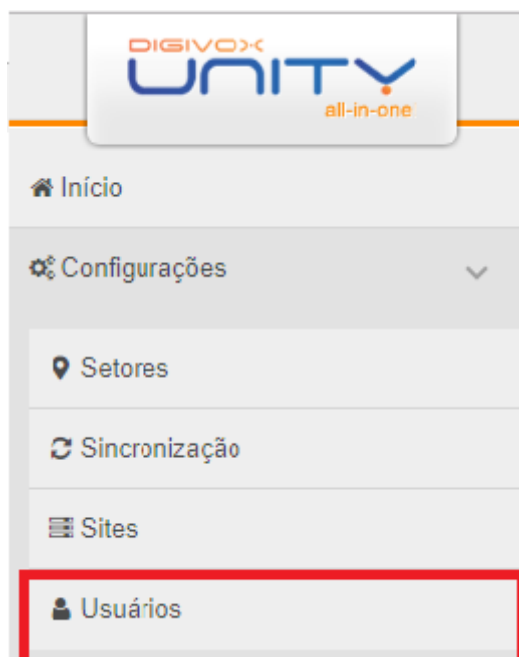 DIGIVOX
UNITY
all-in-one
Início
Configurações
Setores
Sincronização
Sites
Usuários